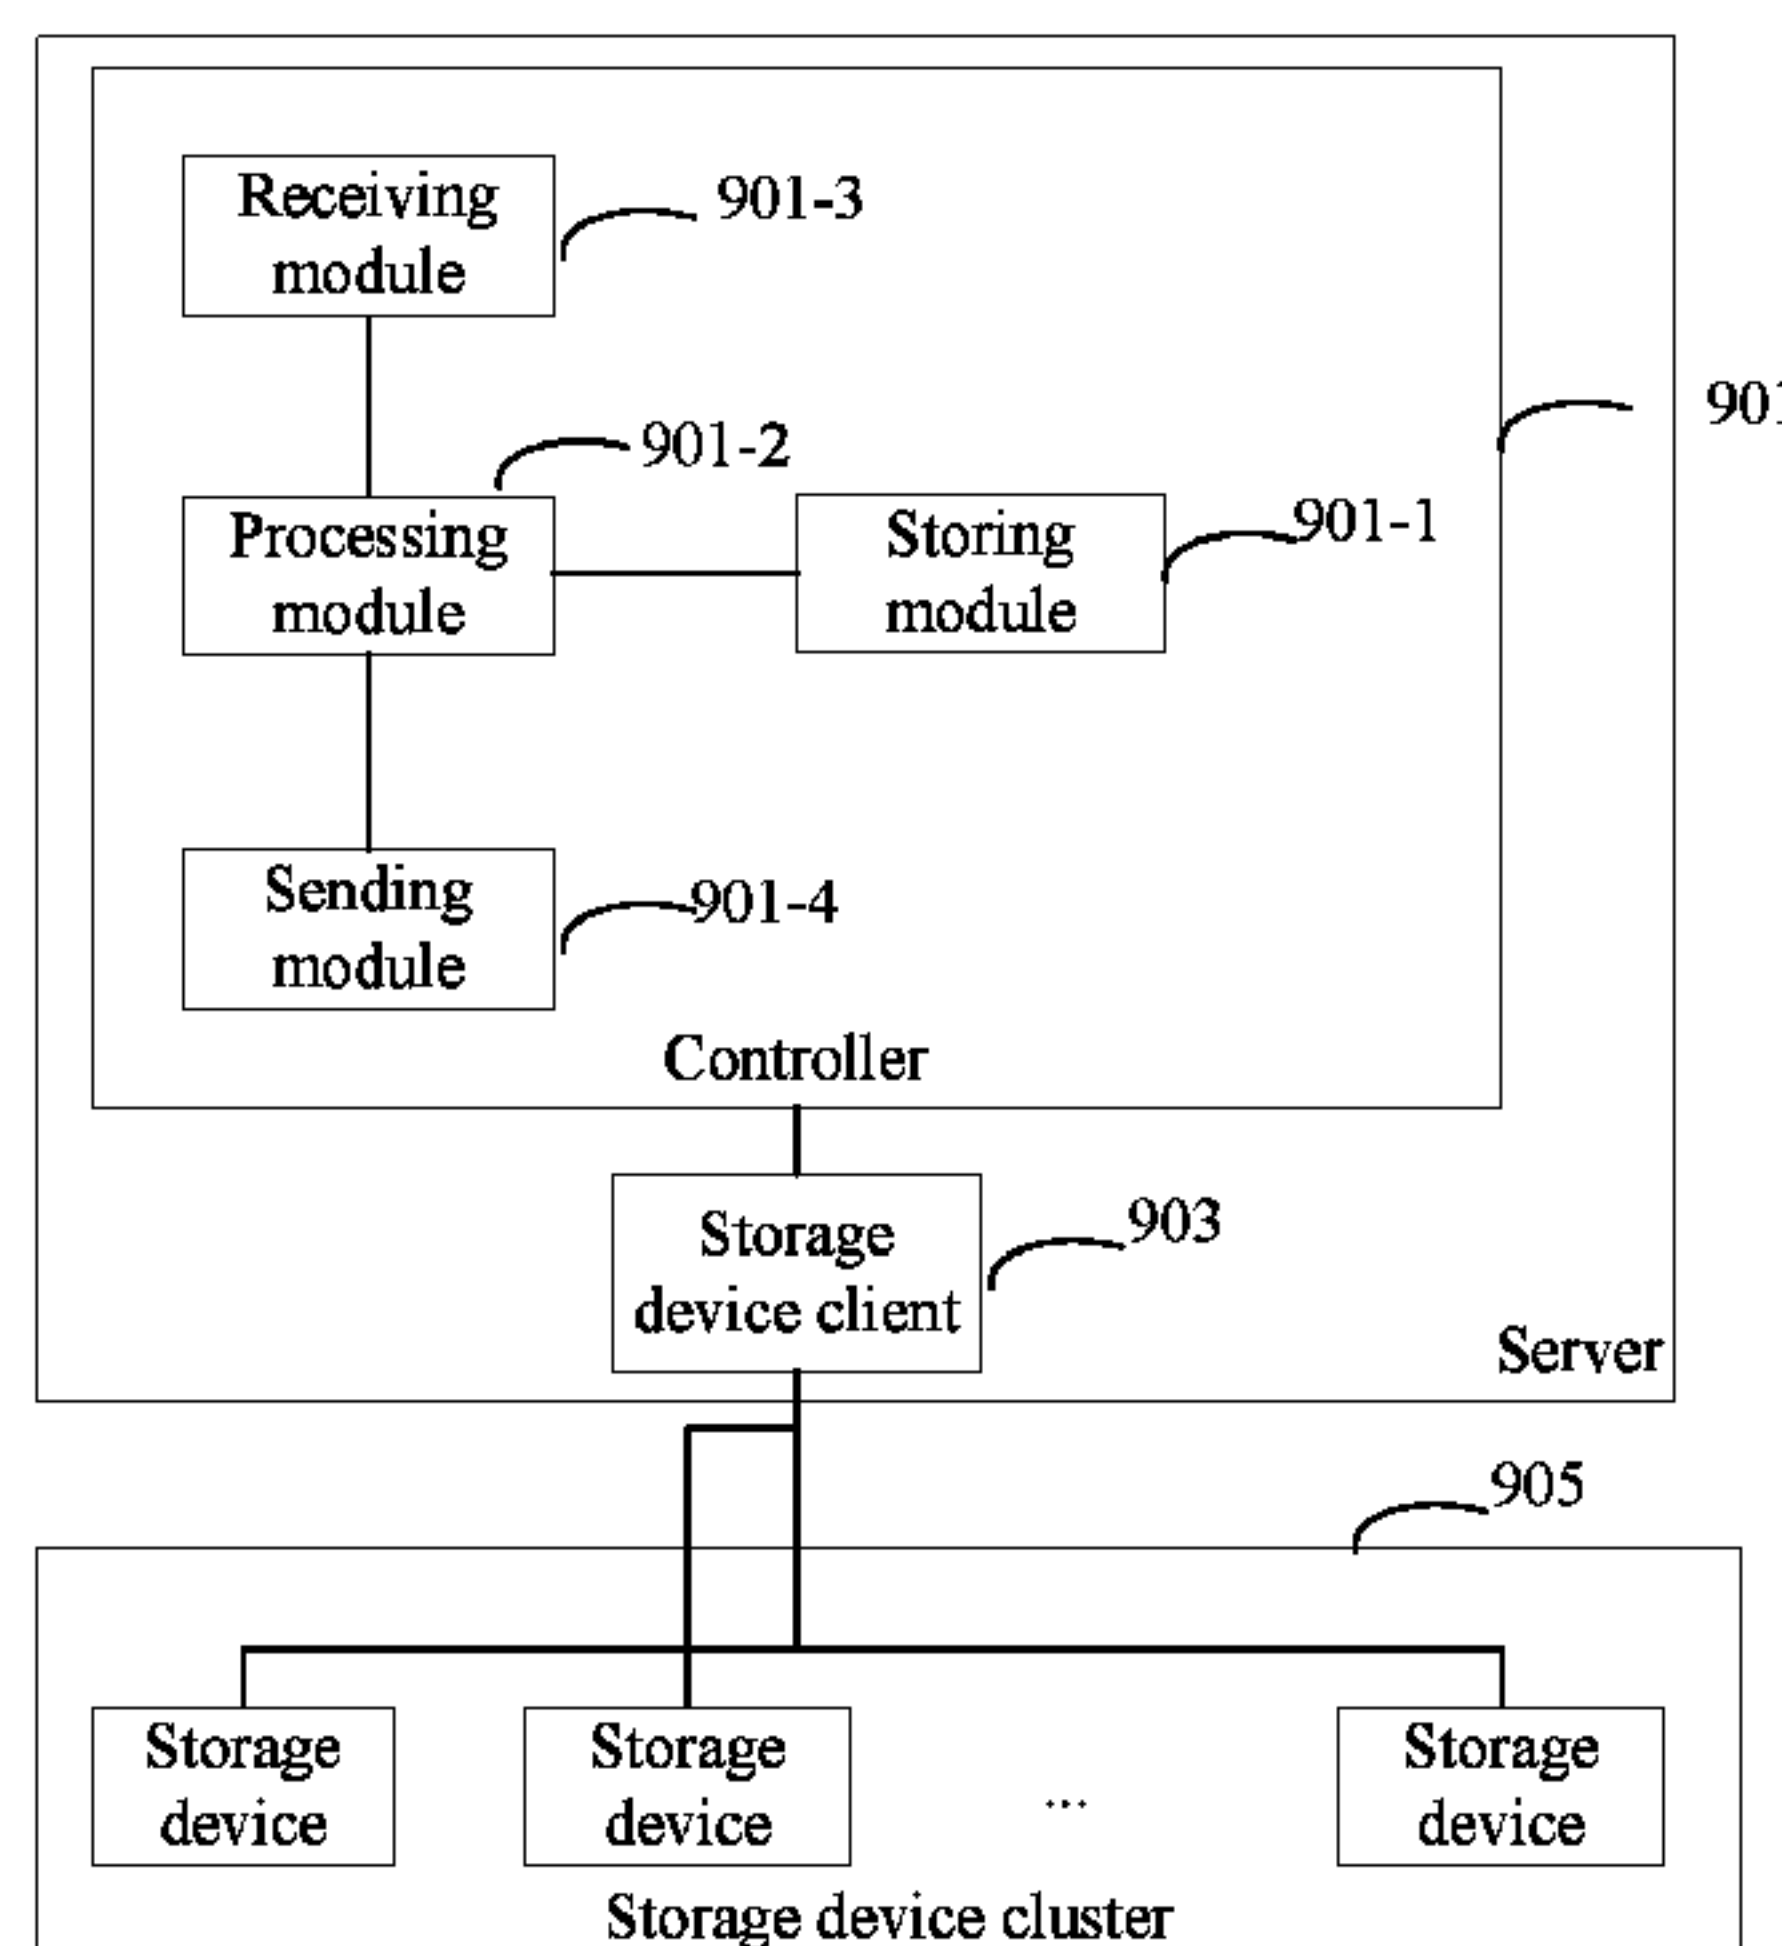 Receiving
module
901-3
901
901-2
Processing
module
Storing
module
901-1
Sending
module
901-4
Controller
Storage
device client
903
Server
905
Storage
device
Storage
device
...
Storage
device
Storage device cluster